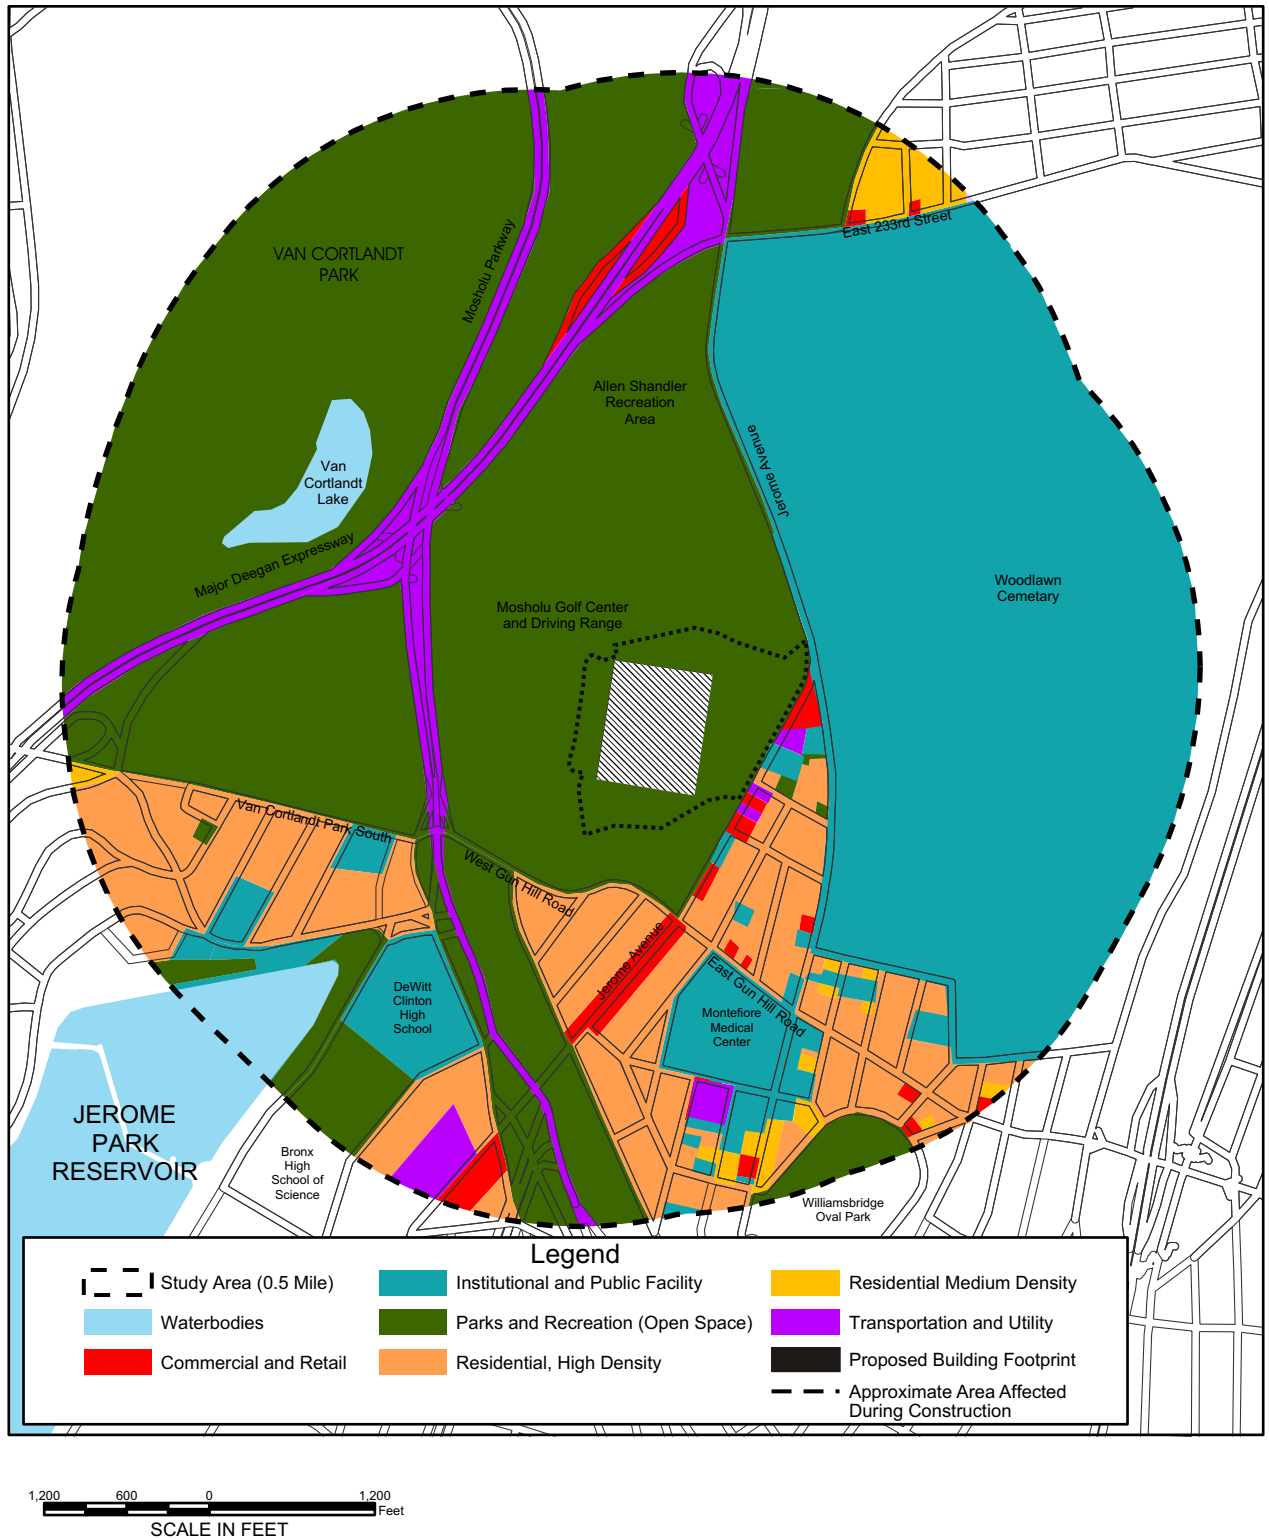 VAN CORTLANDT
PARK
Mosholu Parkway
East 233rd Street
Allen Shandler
Recreation
Area
Jerome Avenue
Van
Cortlandt
Lake
Major Deegan Expressway
Woodlawn
Cemetary
Mosholu Golf Center
and Driving Range
Van Cortlandt Park South
West Gun Hill Road
Jerome Avenue
East Gun Hill Road
DeWitt
Clinton
High
School
Montefiore
Medical
Center
JEROME
PARK
RESERVOIR
Bronx
High
School of
Science
Williamsbridge
Oval Park
Legend
Study Area (0.5 Mile)
Waterbodies
Commercial and Retail
Institutional and Public Facility
Parks and Recreation (Open Space)
Residential, High Density
Residential Medium Density
Transportation and Utility
Proposed Building Footprint
Approximate Area Affected
During Construction
1,200 600 0 1,200
Feet
SCALE IN FEET